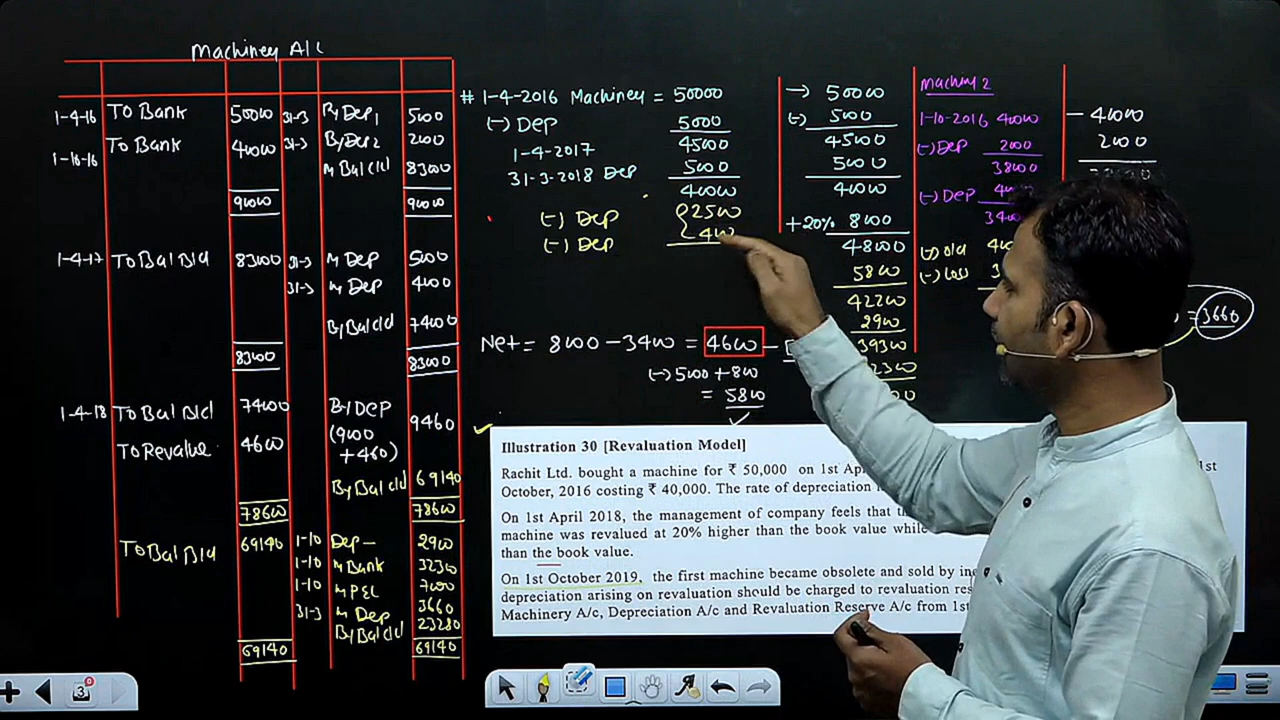 Machiney A/C
1-4-16 To Bank 50000 31-3 By Dep1 5000
1-10-16 To Bank 40000 31-3 By Dep2 2000
By Bal c/d 83000
90000 90000
1-4-17 To Bal B/d 83000 31-3 By Dep 5000
31-3 By Dep 4000
By Bal c/d 74000
83000 83000
1-4-18 To Bal B/d 74000 By Dep 9460
To Revalue 4600 (9000
+460)
By Bal c/d 69140
78600 78600
To Bal B/d 69140 1-10 Dep - 2900
1-10 By Bank 3230
1-10 By P&L 7000
31-3 By Dep 3660
By Bal c/d 23280
69140 69140
# 1-4-2016 Machiney = 50000
(-) Dep 5000
1-4-2017 45000
31-3-2018 Dep 5000
40000
(-) Dep 2500
(-) Dep 400
Net = 8000 - 3400 = 4600 -
(-) 5000 + 800
= 5800
→ 50000
(-) 5000
45000
5000
40000
+20% 8000
48000
5800
42200
2900
39300
Machiney 2
1-10-2016 40000
(-) Dep 2000
38000
(-) Dep
(-) Loss
- 40000
2000
= 3660
Illustration 30 [Revaluation Model]
Rachit Ltd. bought a machine for ₹ 50,000 on 1st 1st
October, 2016 costing ₹ 40,000. The rate of depreciation
On 1st April 2018, the management of company feels that
machine was revalued at 20% higher than the book value while
than the book value.
On 1st October 2019, the first machine became obsolete and sold by
depreciation arising on revaluation should be charged to revaluation
Machinery A/c, Depreciation A/c and Revaluation Reserve A/c from 1st
3